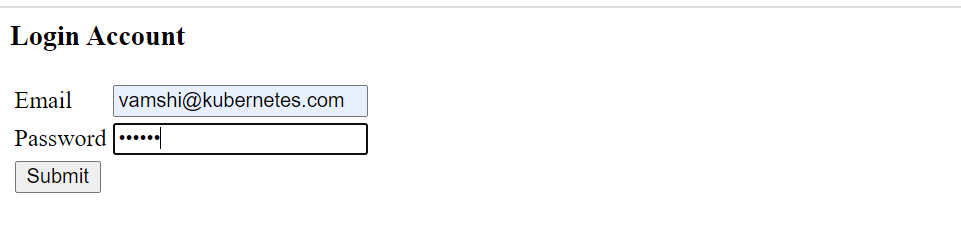 Login Account
Email vamshi@kubernetes.com
Password ••••••
Submit